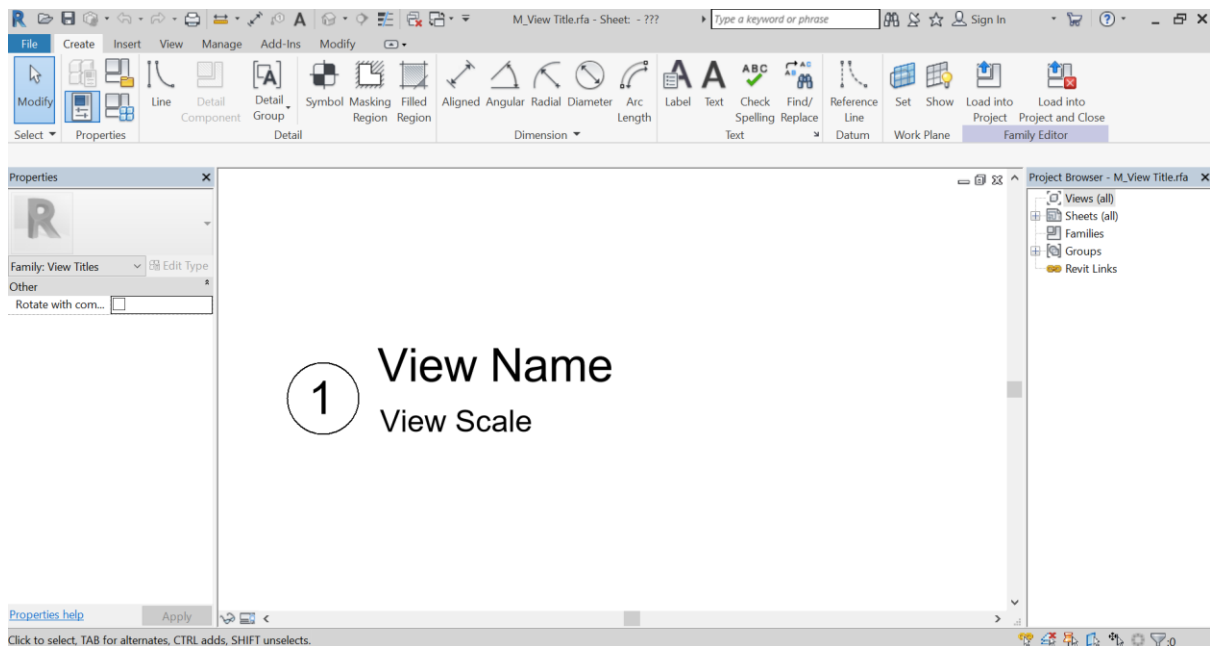 M_View Title.rfa - Sheet: - ???
Type a keyword or phrase
Sign In
File Create Insert View Manage Add-Ins Modify
Modify
Line
Detail Component
Detail Group
Symbol
Masking Region
Filled Region
Aligned
Angular
Radial
Diameter
Arc Length
Label
Text
ABC
Check Spelling
Find/ Replace
Reference Line
Set
Show
Load into Project
Load into Project and Close
Select
Properties
Detail
Dimension
Text
Datum
Work Plane
Family Editor
Properties
R
Family: View Titles
Edit Type
Other
Rotate with com...
Properties help
Apply
View Name
1
View Scale
Project Browser - M_View Title.rfa
Views (all)
Sheets (all)
Families
Groups
Revit Links
Click to select, TAB for alternates, CTRL adds, SHIFT unselects.
:0